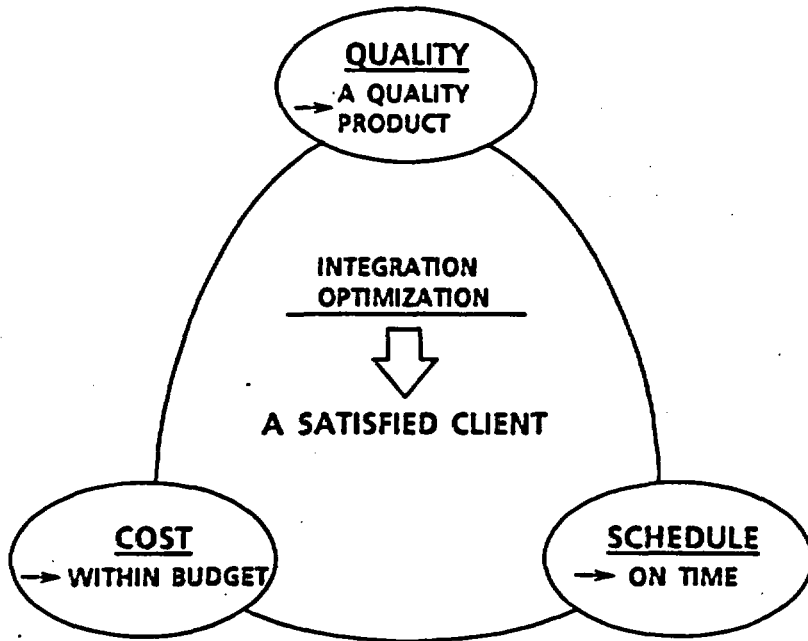 QUALITY
→ A QUALITY
PRODUCT
INTEGRATION
OPTIMIZATION
A SATISFIED CLIENT
COST
→ WITHIN BUDGET
SCHEDULE
→ ON TIME